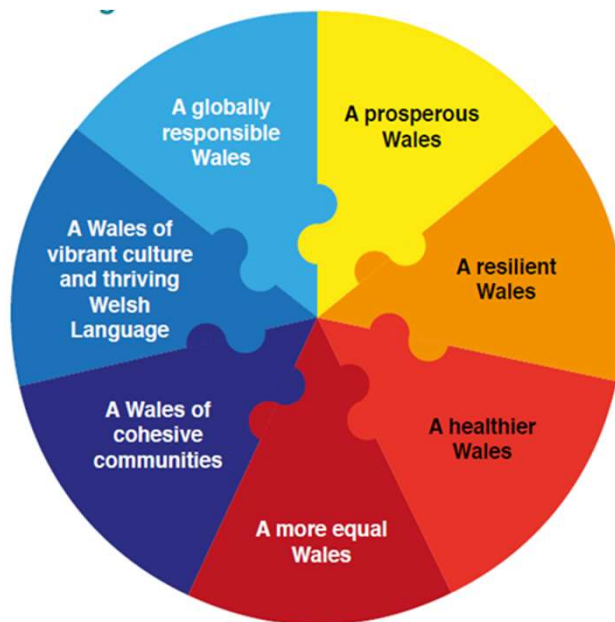 A prosperous
Wales
A resilient
Wales
A healthier
Wales
A more equal
Wales
A Wales of
cohesive
communities
A Wales of
vibrant culture
and thriving
Welsh
Language
A globally
responsible
Wales